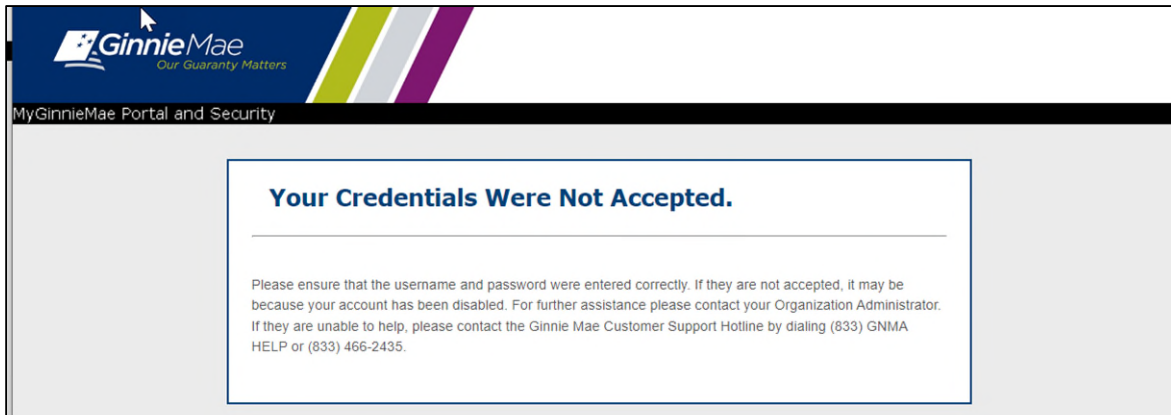 GinnieMae
Our Guaranty Matters
MyGinnieMae Portal and Security
Your Credentials Were Not Accepted.
Please ensure that the username and password were entered correctly. If they are not accepted, it may be
because your account has been disabled. For further assistance please contact your Organization Administrator.
If they are unable to help, please contact the Ginnie Mae Customer Support Hotline by dialing (833) GNMA
HELP or (833) 466-2435.